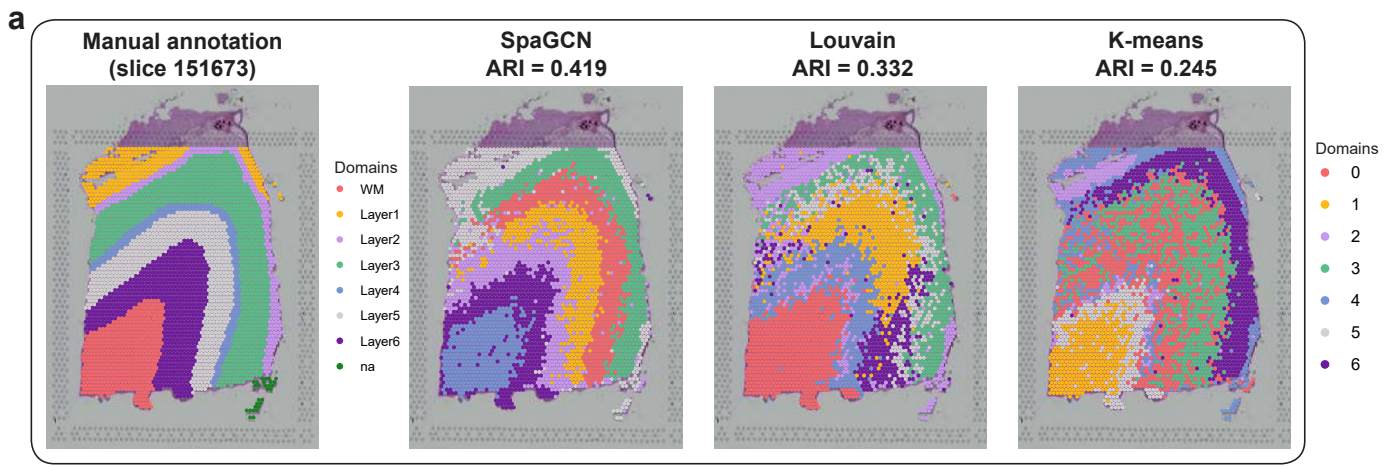 a
Manual annotation
(slice 151673)
SpaGCN
ARI = 0.419
Louvain
ARI = 0.332
K-means
ARI = 0.245
Domains
WM
Layer1
Layer2
Layer3
Layer4
Layer5
Layer6
na
Domains
0
1
2
3
4
5
6